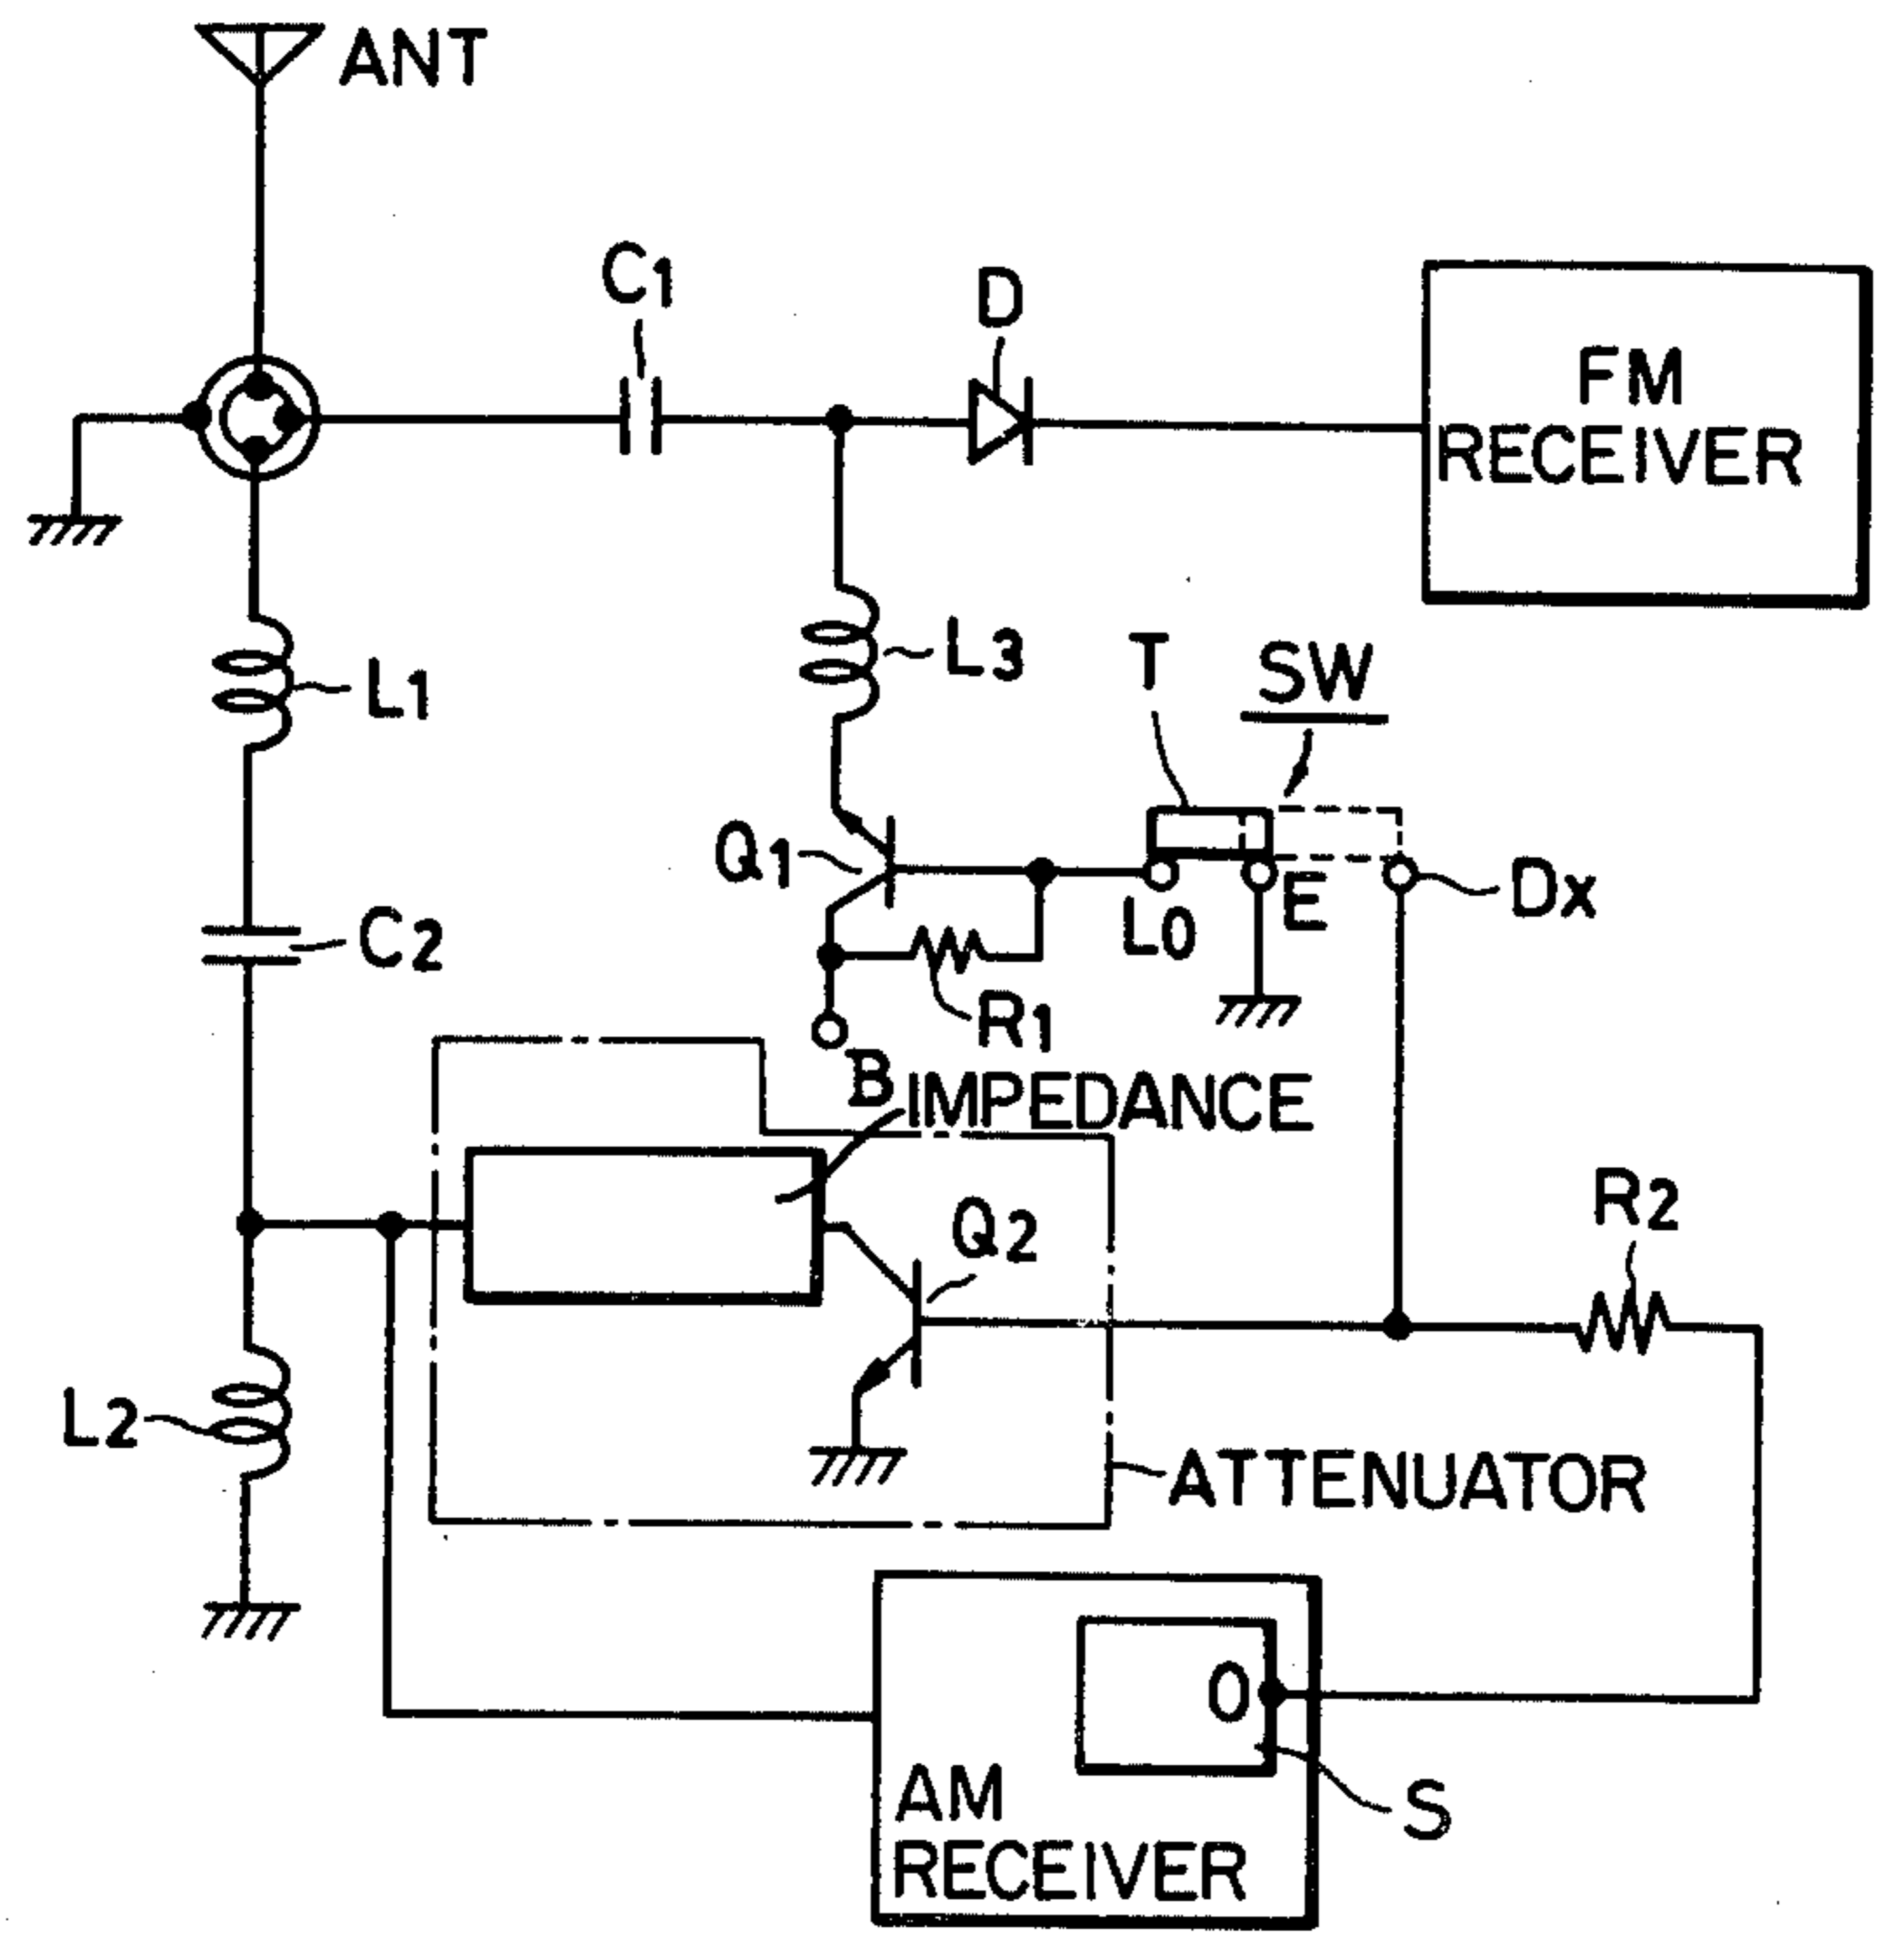 ANT
C1
D
FM
RECEIVER
L1
L3
T
SW
Q1
C2
L0
E
Dx
R1
B
IMPEDANCE
Q2
R2
L2
ATTENUATOR
O
S
AM
RECEIVER